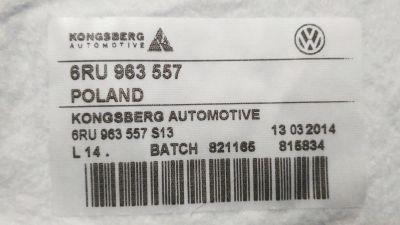 KONGSBERG
AUTOMOTIVE
6RU 963 557
POLAND
KONGSBERG AUTOMOTIVE
6RU 963 557 S13 13 03 2014
L 14 . BATCH 821165 815834